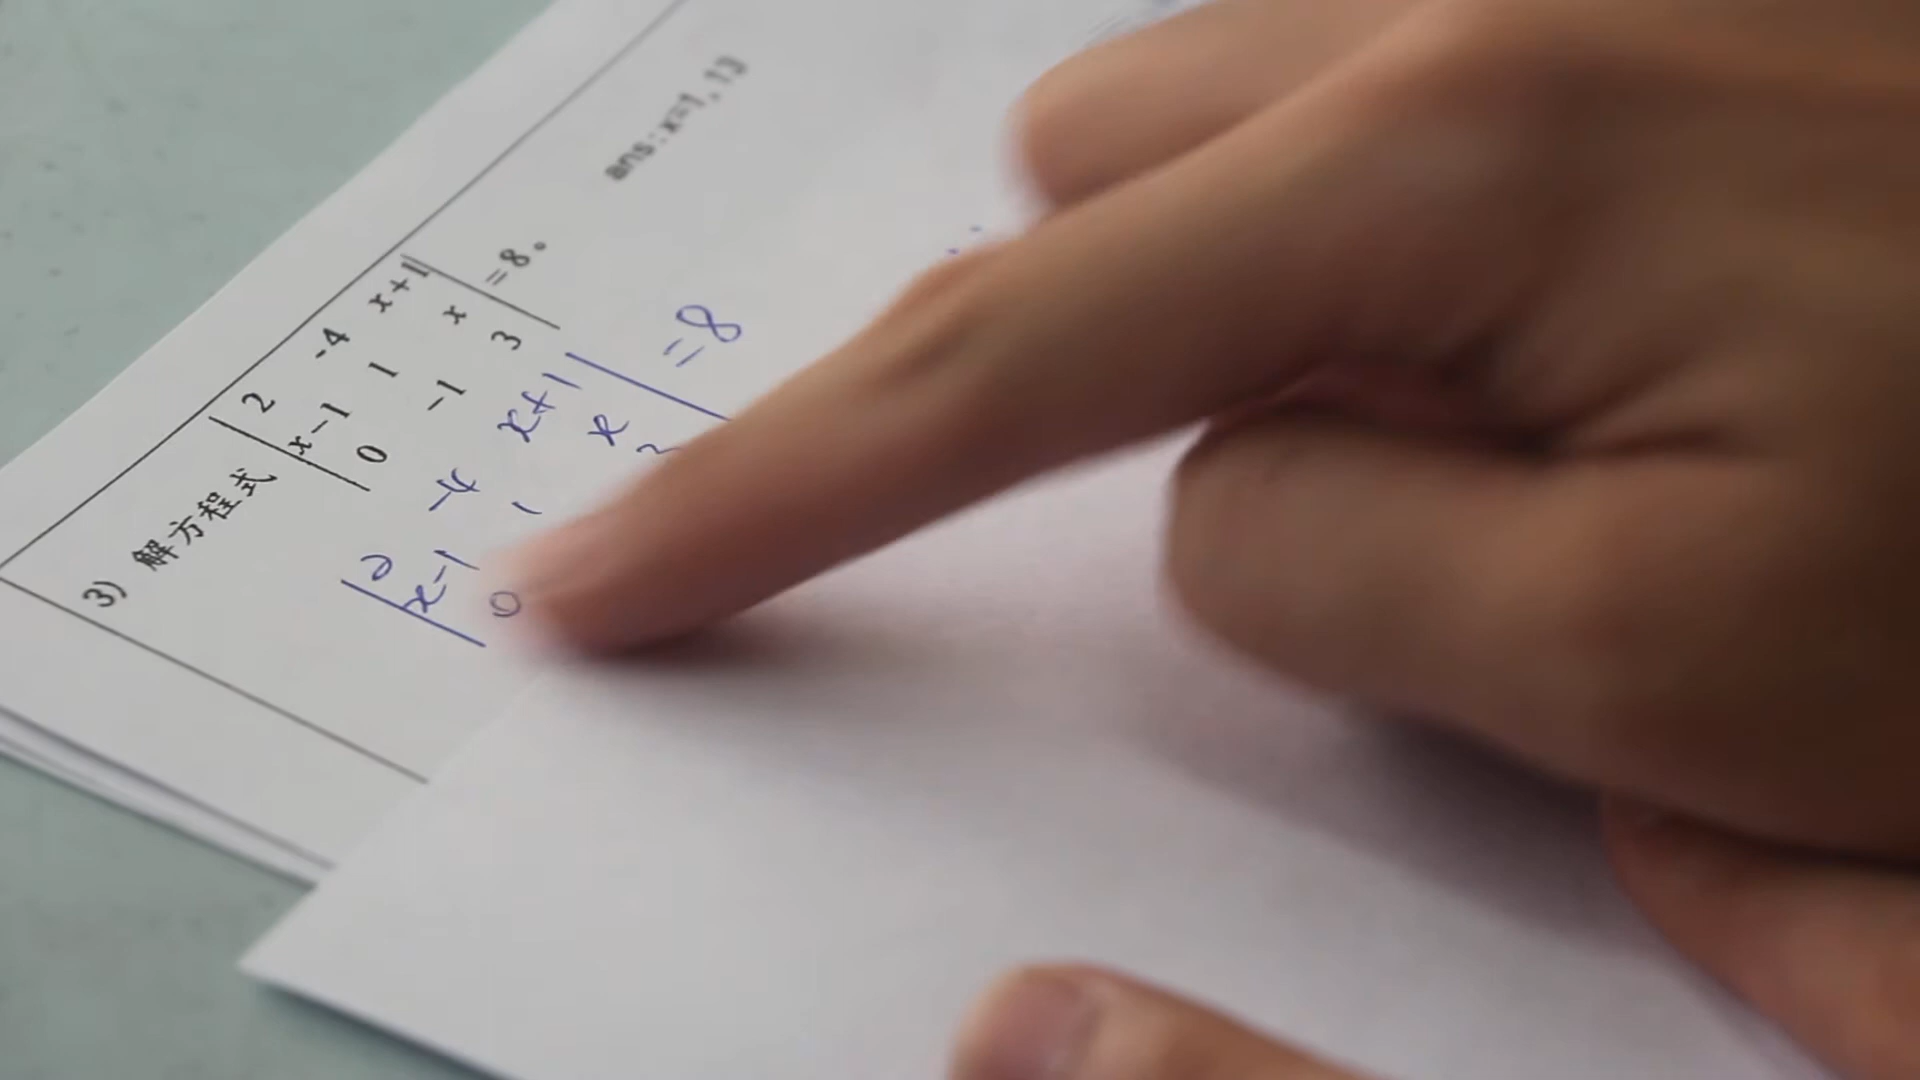 3) 解方程式
2 -4 x+1
x-1 1 x =8。
0 -1 3
ans:x=1,13
2 -4 x+1
x-1 1 x =8
0